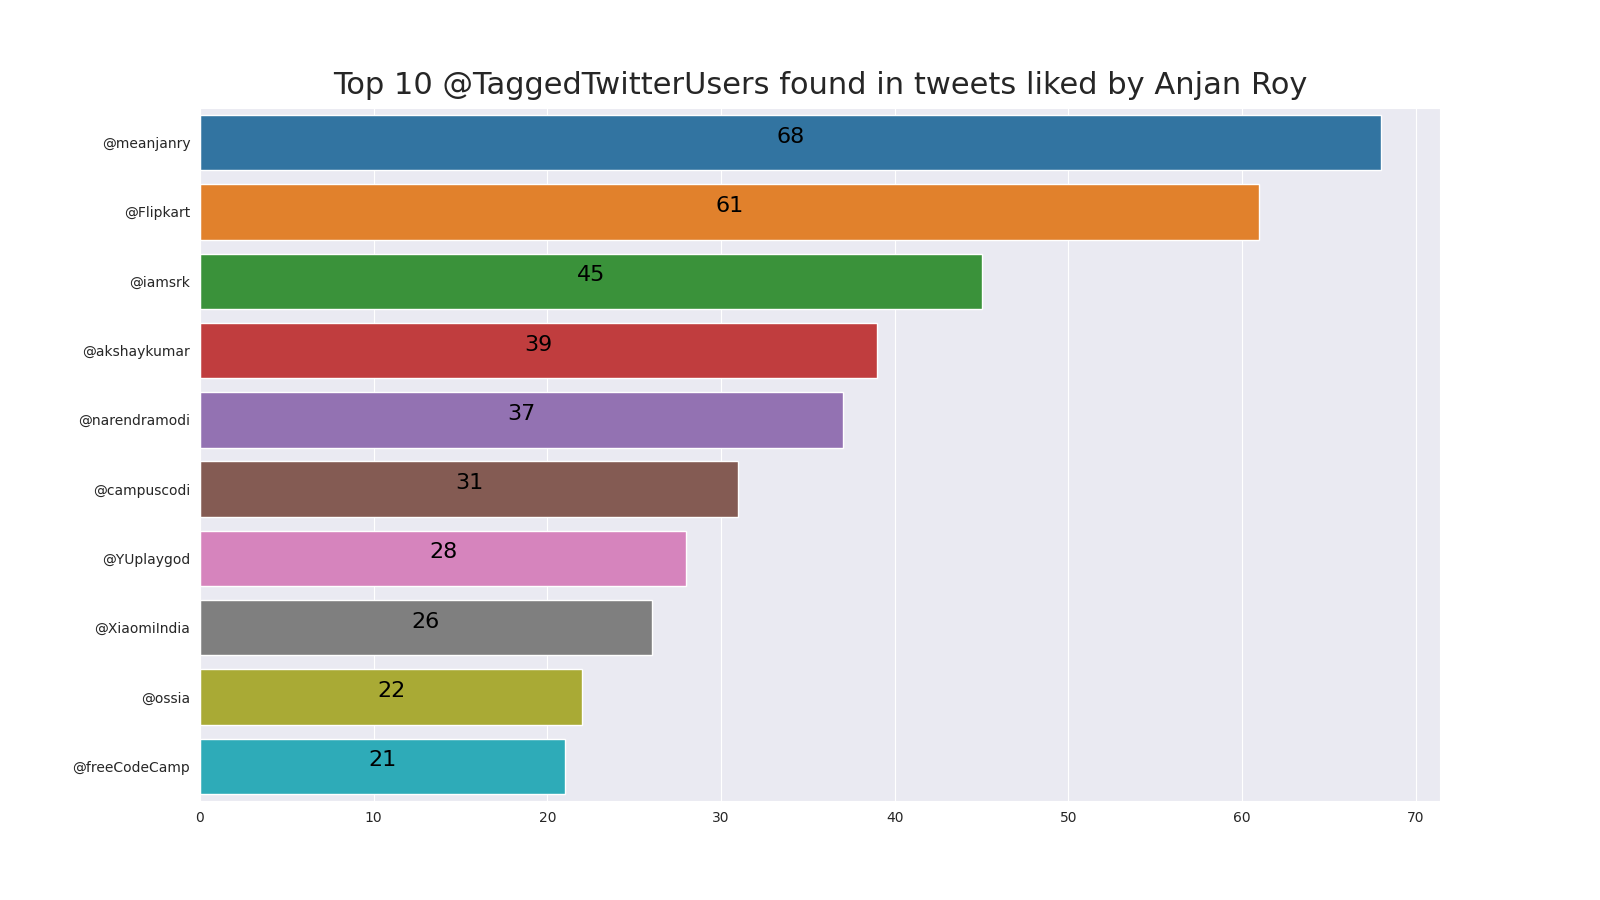 Top 10 @TaggedTwitterUsers found in tweets liked by Anjan Roy
@meanjanry 68
@Flipkart 61
@iamsrk 45
@akshaykumar 39
@narendramodi 37
@campuscodi 31
@YUplaygod 28
@XiaomiIndia 26
@ossia 22
@freeCodeCamp 21
0 10 20 30 40 50 60 70